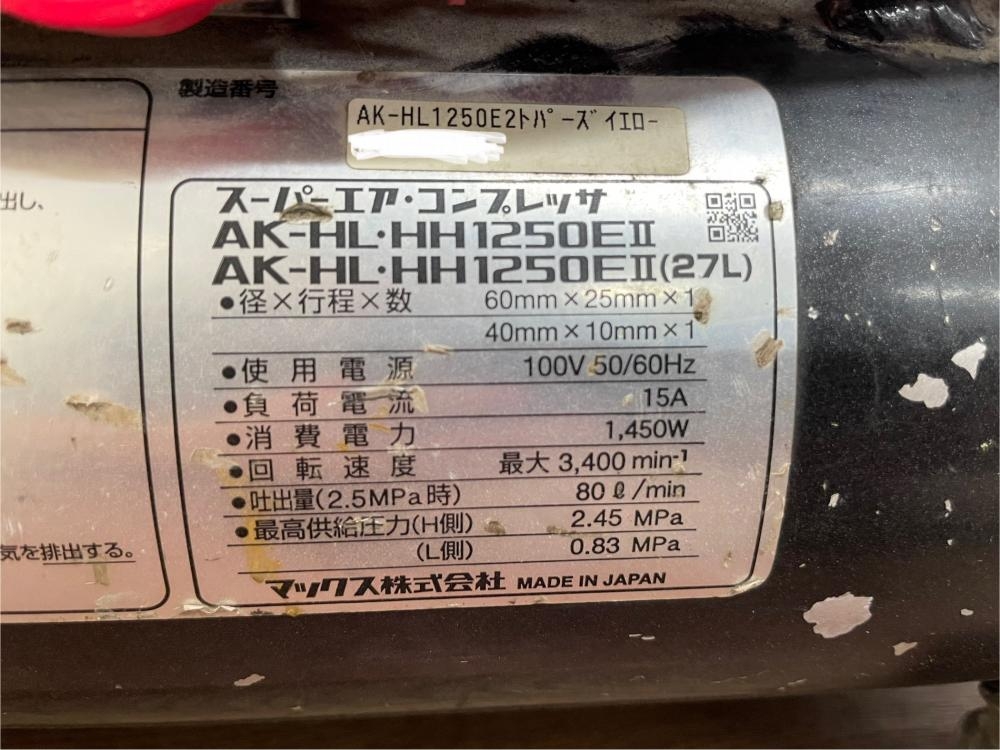 製造番号
AK-HL1250E2ﾄﾊﾟｰｽﾞｲｴﾛｰ
スーパーエア・コンプレッサ
AK-HL・HH1250EⅡ
AK-HL・HH1250EⅡ(27L)
●径×行程×数 60mm×25mm×1
40mm×10mm×1
●使用電源 100V 50/60Hz
●負荷電流 15A
●消費電力 1,450W
●回転速度 最大 3,400 min⁻¹
●吐出量(2.5MPa時) 80ℓ/min
●最高供給圧力(H側) 2.45 MPa
(L側) 0.83 MPa
マックス株式会社 MADE IN JAPAN
出し、
気を排出する。